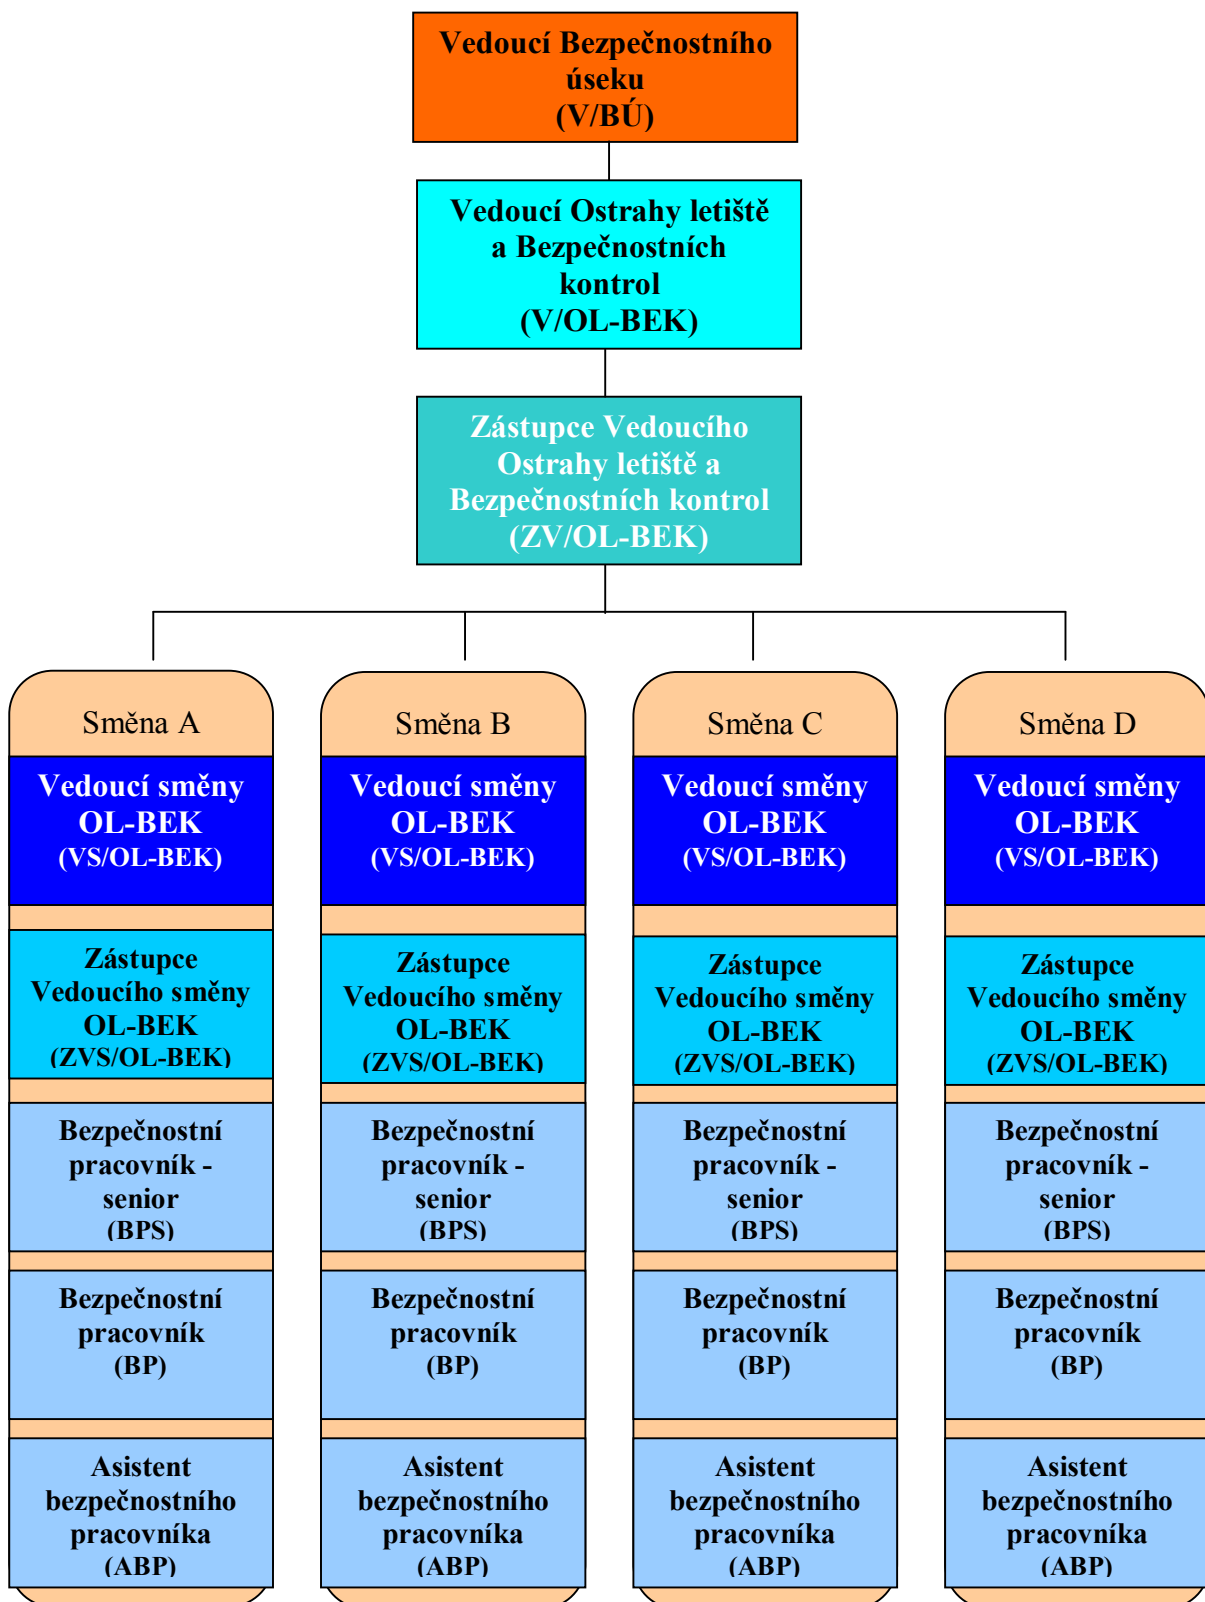 Vedoucí Bezpečnostního
úseku
(V/BÚ)
Vedoucí Ostrahy letiště
a Bezpečnostních
kontrol
(V/OL-BEK)
Zástupce Vedoucího
Ostrahy letiště a
Bezpečnostních kontrol
(ZV/OL-BEK)
Směna A
Vedoucí směny
OL-BEK
(VS/OL-BEK)
Zástupce
Vedoucího směny
OL-BEK
(ZVS/OL-BEK)
Bezpečnostní
pracovník -
senior
(BPS)
Bezpečnostní
pracovník
(BP)
Asistent
bezpečnostního
pracovníka
(ABP)
Směna B
Vedoucí směny
OL-BEK
(VS/OL-BEK)
Zástupce
Vedoucího směny
OL-BEK
(ZVS/OL-BEK)
Bezpečnostní
pracovník -
senior
(BPS)
Bezpečnostní
pracovník
(BP)
Asistent
bezpečnostního
pracovníka
(ABP)
Směna C
Vedoucí směny
OL-BEK
(VS/OL-BEK)
Zástupce
Vedoucího směny
OL-BEK
(ZVS/OL-BEK)
Bezpečnostní
pracovník -
senior
(BPS)
Bezpečnostní
pracovník
(BP)
Asistent
bezpečnostního
pracovníka
(ABP)
Směna D
Vedoucí směny
OL-BEK
(VS/OL-BEK)
Zástupce
Vedoucího směny
OL-BEK
(ZVS/OL-BEK)
Bezpečnostní
pracovník -
senior
(BPS)
Bezpečnostní
pracovník
(BP)
Asistent
bezpečnostního
pracovníka
(ABP)